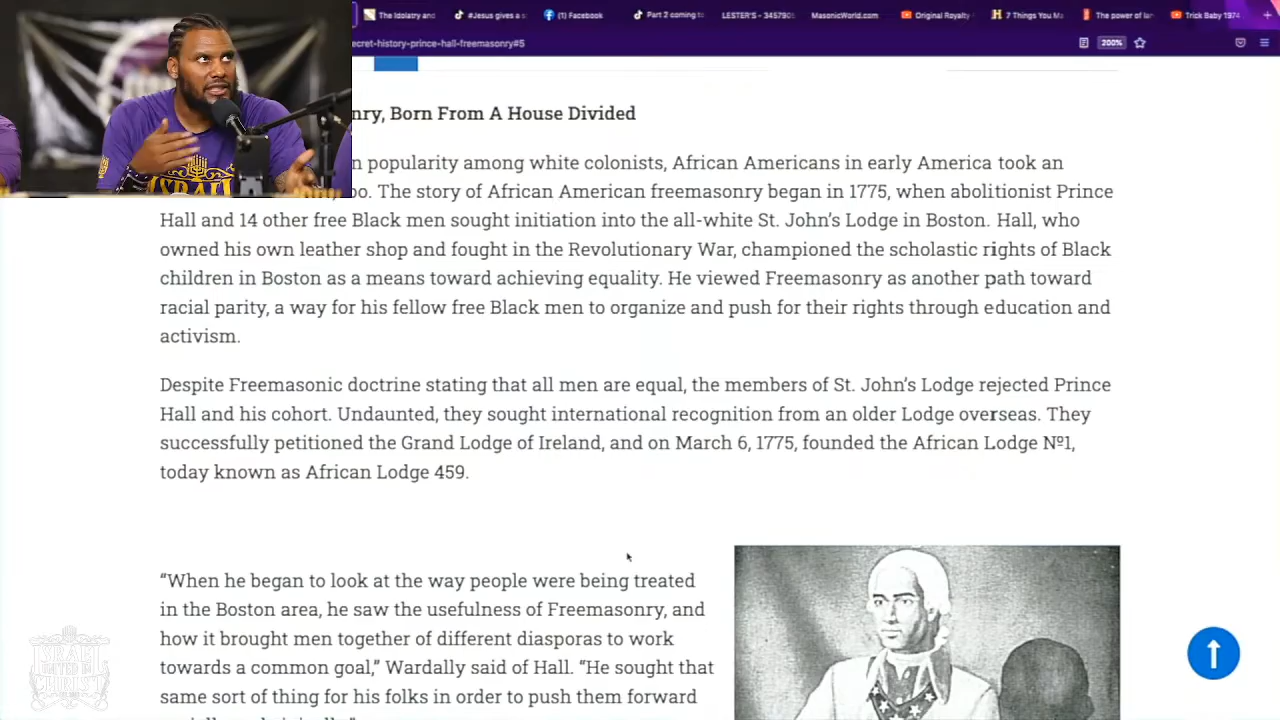 The Idolatry and
#Jesus gives a s
(1) Facebook
Part 2 coming to
LESTER'S - 345790
MasonicWorld.com
Original Royalty
7 Things You Ma
The power of lan
Trick Baby 1974
ecret-history-prince-hall-freemasonry#5
200%
nry, Born From A House Divided
n popularity among white colonists, African Americans in early America took an
oo. The story of African American freemasonry began in 1775, when abolitionist Prince
Hall and 14 other free Black men sought initiation into the all-white St. John's Lodge in Boston. Hall, who
owned his own leather shop and fought in the Revolutionary War, championed the scholastic rights of Black
children in Boston as a means toward achieving equality. He viewed Freemasonry as another path toward
racial parity, a way for his fellow free Black men to organize and push for their rights through education and
activism.
Despite Freemasonic doctrine stating that all men are equal, the members of St. John's Lodge rejected Prince
Hall and his cohort. Undaunted, they sought international recognition from an older Lodge overseas. They
successfully petitioned the Grand Lodge of Ireland, and on March 6, 1775, founded the African Lodge №1,
today known as African Lodge 459.
“When he began to look at the way people were being treated
in the Boston area, he saw the usefulness of Freemasonry, and
how it brought men together of different diasporas to work
towards a common goal,” Wardally said of Hall. “He sought that
same sort of thing for his folks in order to push them forward
ISRAEL
ISRAEL
UNITED IN
CHRIST